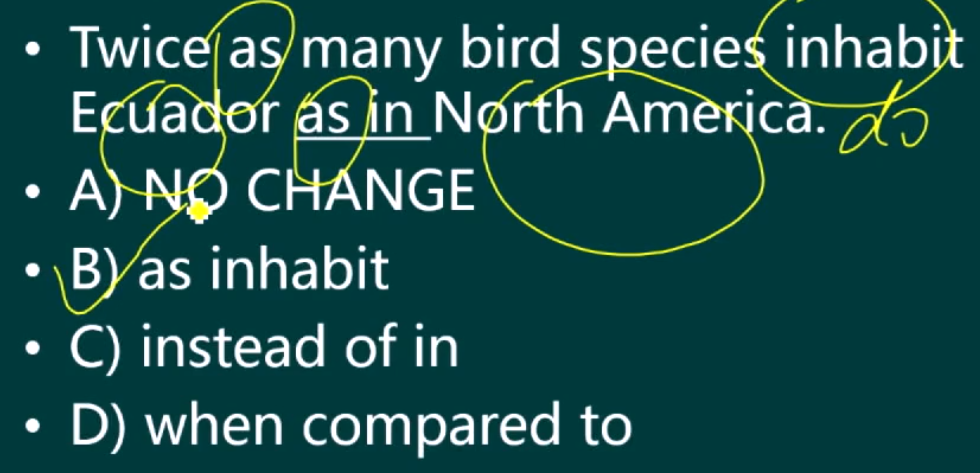 • Twice as many bird species inhabit
Ecuador as in North America. do
• A) NO CHANGE
• B) as inhabit
• C) instead of in
• D) when compared to